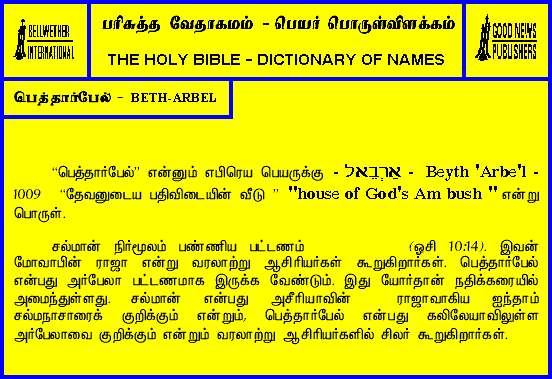 BELLWETHER
INTERNATIONAL
பரிசுத்த வேதாகமம் - பெயர் பொருள்விளக்கம்
THE HOLY BIBLE - DICTIONARY OF NAMES
GOOD NEWS
PUBLISHERS
பெத்தார்பேல் - BETH-ARBEL
“பெத்தார்பேல்” என்னும் எபிரெய பெயருக்கு - אַרְבֵאל - Beyth 'Arbe'l -
1009 “தேவனுடைய பதிவிடையின் வீடு ” "house of God's Am bush " என்று
பொருள்.
சல்மான் நிர்மூலம் பண்ணிய பட்டணம் (ஒசி 10:14). இவன்
மோவாபின் ராஜா என்று வரலாற்று ஆசிரியர்கள் கூறுகிறார்கள். பெத்தார்பேல்
என்பது அர்பேலா பட்டணமாக இருக்க வேண்டும். இது யோர்தான் நதிக்கரையில்
அமைந்துள்ளது. சல்மான் என்பது அசீரியாவின் ராஜாவாகிய ஐந்தாம்
சல்மநாசாரைக் குறிக்கும் என்றும், பெத்தார்பேல் என்பது கலிலேயாவிலுள்ள
அர்பேலாவை குறிக்கும் என்றும் வரலாற்று ஆசிரியர்களில் சிலர் கூறுகிறார்கள்.